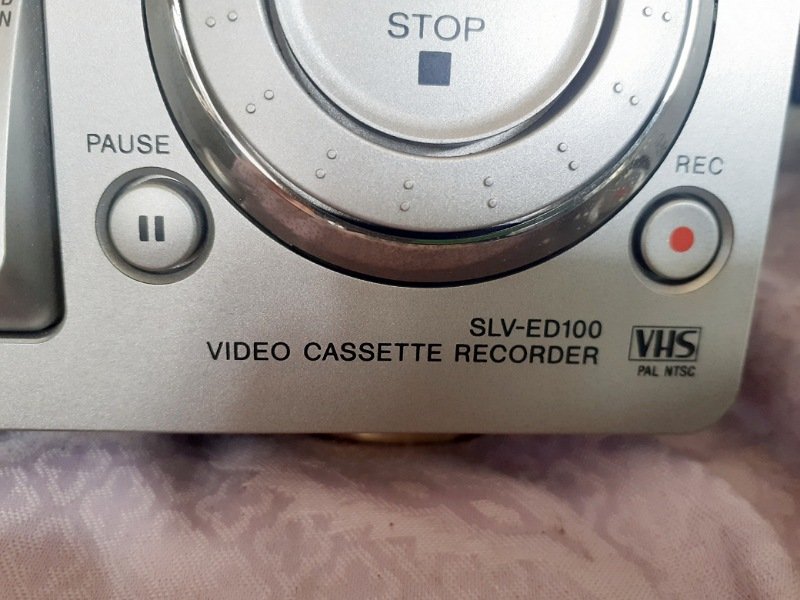 STOP
PAUSE
REC
SLV-ED100
VIDEO CASSETTE RECORDER
VHS
PAL NTSC